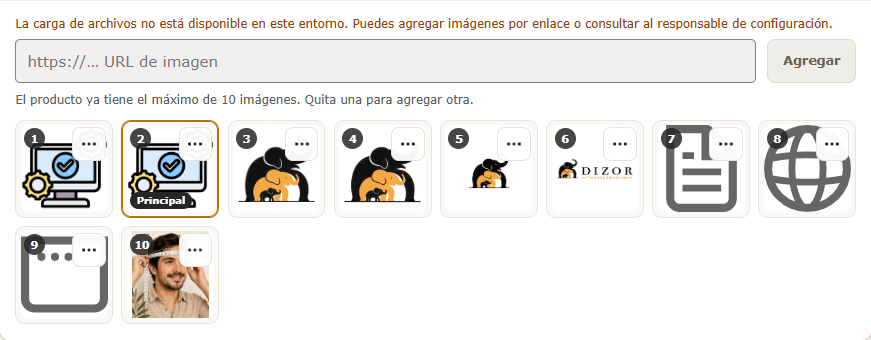 La carga de archivos no está disponible en este entorno. Puedes agregar imágenes por enlace o consultar al responsable de configuración.
https://... URL de imagen
Agregar
El producto ya tiene el máximo de 10 imágenes. Quita una para agregar otra.
1 ... 2 ... 3 ... 4 ... 5 ... 6 ... 7 ... 8 ...
DIZOR
Principal
9 ... 10 ...